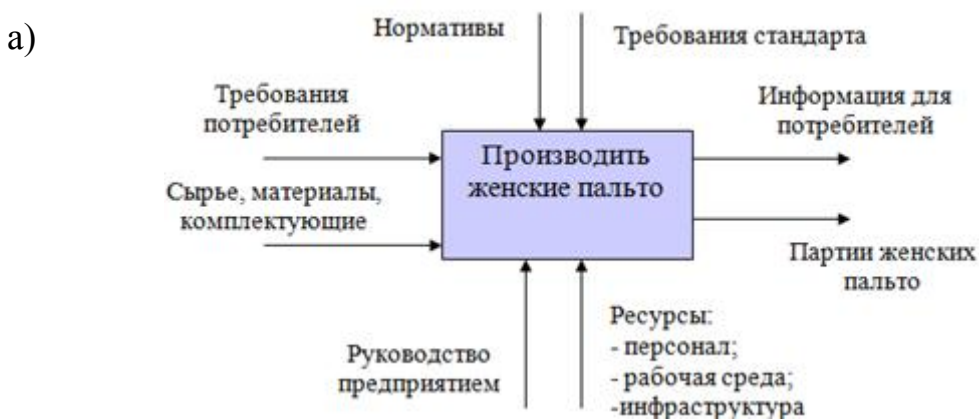 а)
Нормативы
Требования стандарта
Требования
потребителей
Информация для
потребителей
Производить
женские пальто
Сырье, материалы,
комплектующие
Партии женских
пальто
Руководство
предприятием
Ресурсы:
- персонал;
- рабочая среда;
-инфраструктура